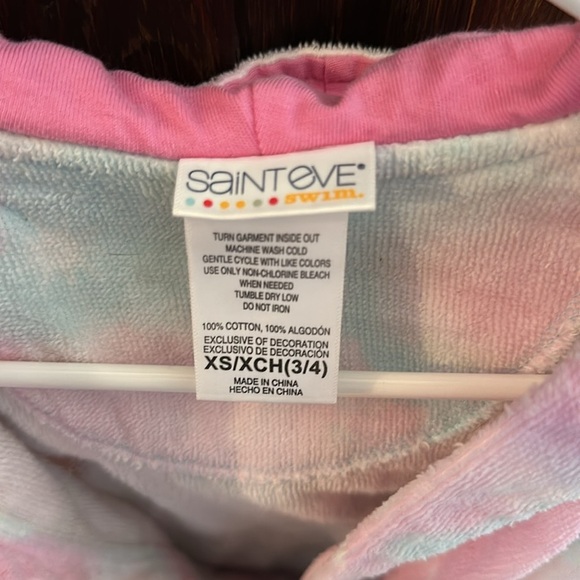 SaiNT eVE®
swim.
TURN GARMENT INSIDE OUT
MACHINE WASH COLD
GENTLE CYCLE WITH LIKE COLORS
USE ONLY NON-CHLORINE BLEACH
WHEN NEEDED
TUMBLE DRY LOW
DO NOT IRON
100% COTTON, 100% ALGODÓN
EXCLUSIVE OF DECORATION
EXCLUSIVO DE DECORACIÓN
XS/XCH(3/4)
MADE IN CHINA
HECHO EN CHINA